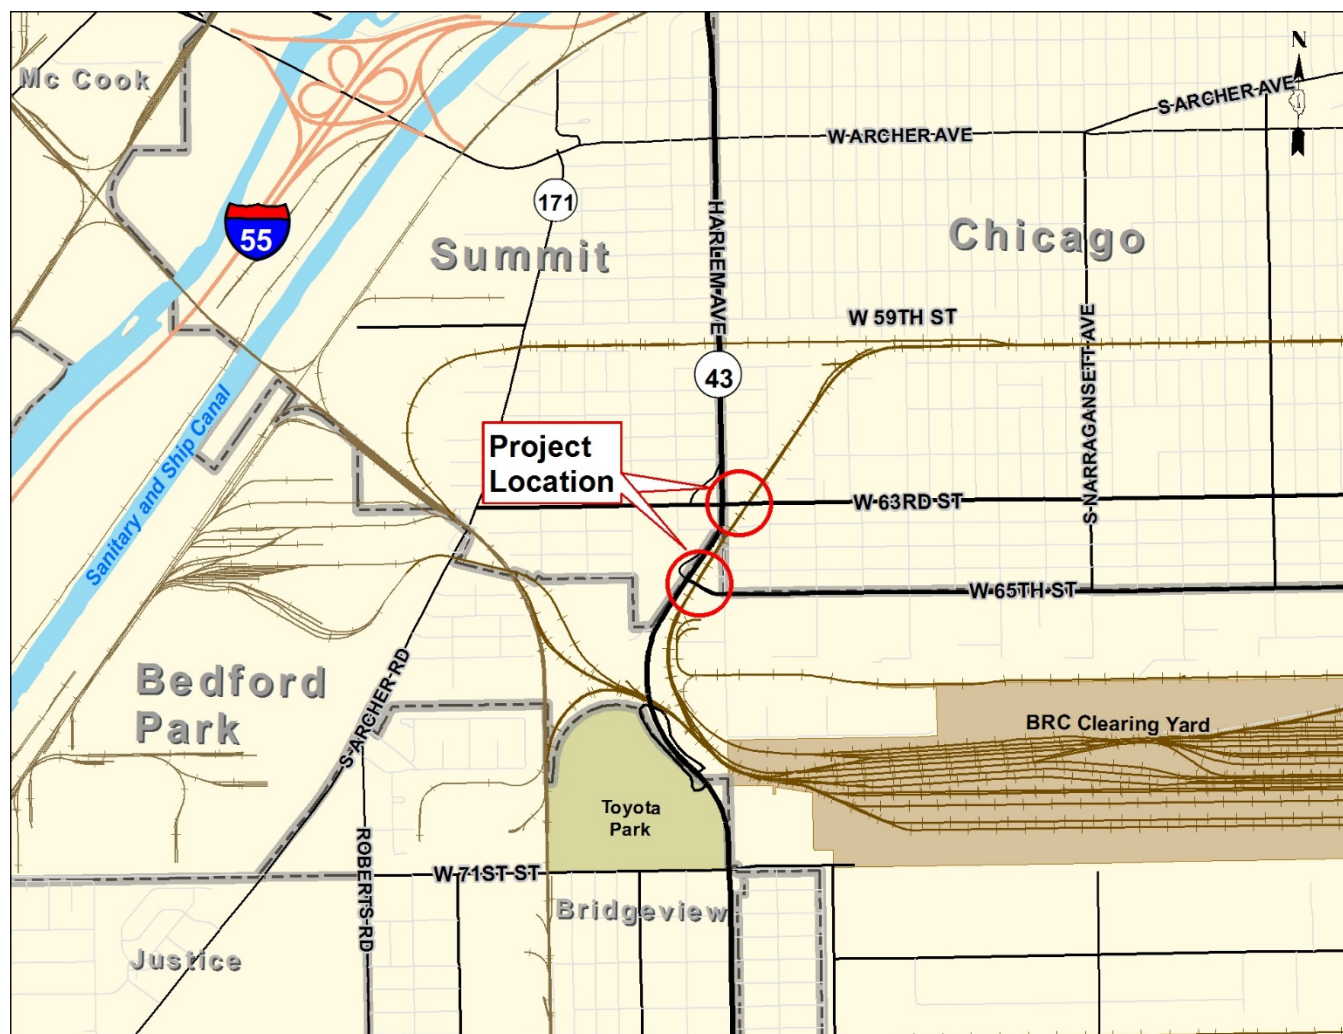 Mc Cook
N
S ARCHER AVE
W ARCHER AVE
171
HARLEM AVE
55
Summit
Chicago
W 59TH ST
43
S NARRAGANSETT AVE
Sanitary and Ship Canal
Project
Location
W 63RD ST
W 65TH ST
Bedford
Park
S ARCHER RD
BRC Clearing Yard
Toyota
Park
ROBERTS RD
W 71ST ST
Bridgeview
Justice